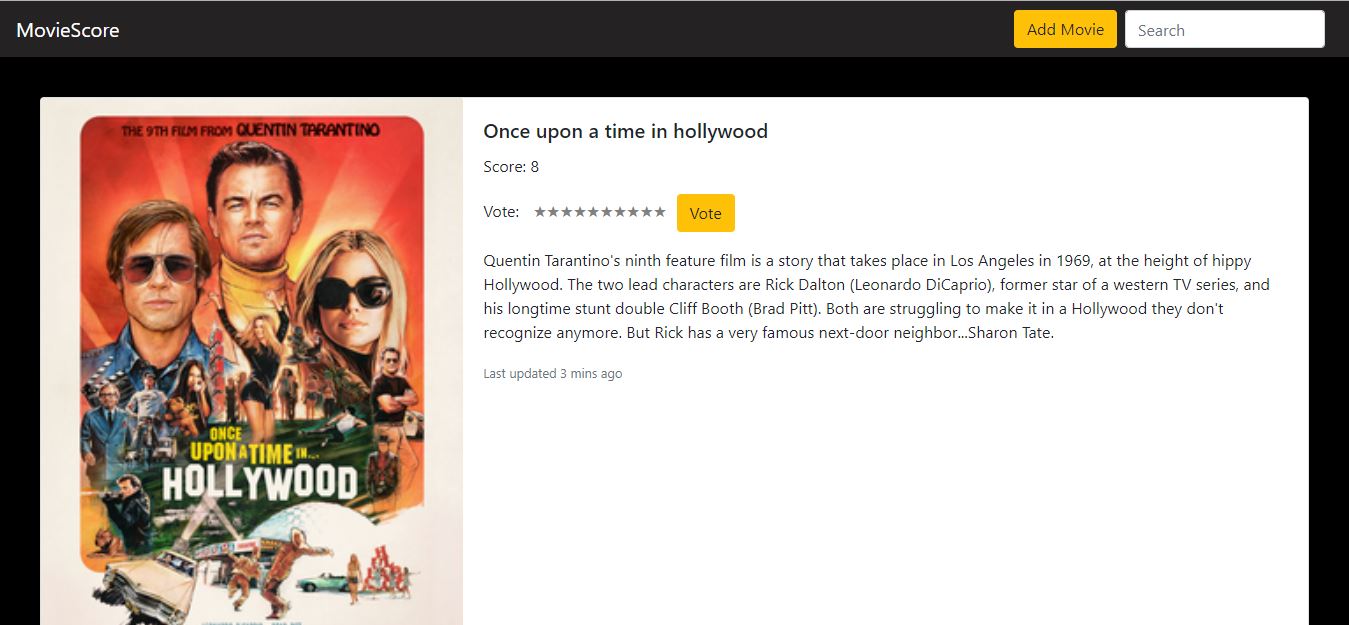 MovieScore
Add Movie
Search
THE 9TH FILM FROM QUENTIN TARANTINO
ONCE
UPON A TIME IN...
HOLLYWOOD
Once upon a time in hollywood
Score: 8
Vote: ★★★★★★★★★★ Vote
Quentin Tarantino's ninth feature film is a story that takes place in Los Angeles in 1969, at the height of hippy
Hollywood. The two lead characters are Rick Dalton (Leonardo DiCaprio), former star of a western TV series, and
his longtime stunt double Cliff Booth (Brad Pitt). Both are struggling to make it in a Hollywood they don't
recognize anymore. But Rick has a very famous next-door neighbor...Sharon Tate.
Last updated 3 mins ago